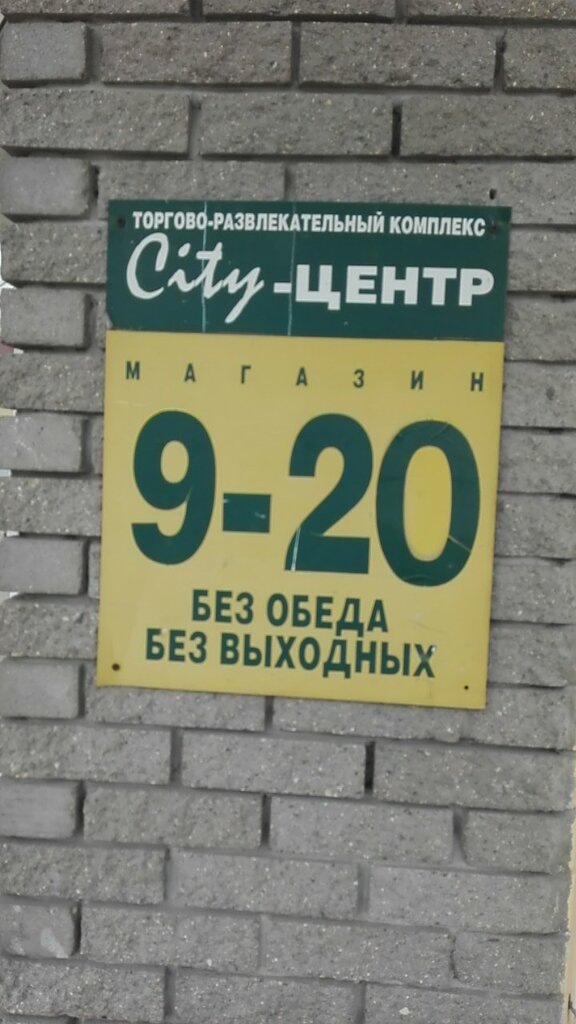 ТОРГОВО-РАЗВЛЕКАТЕЛЬНЫЙ КОМПЛЕКС
City-ЦЕНТР
МАГАЗИН
9-20
БЕЗ ОБЕДА
БЕЗ ВЫХОДНЫХ